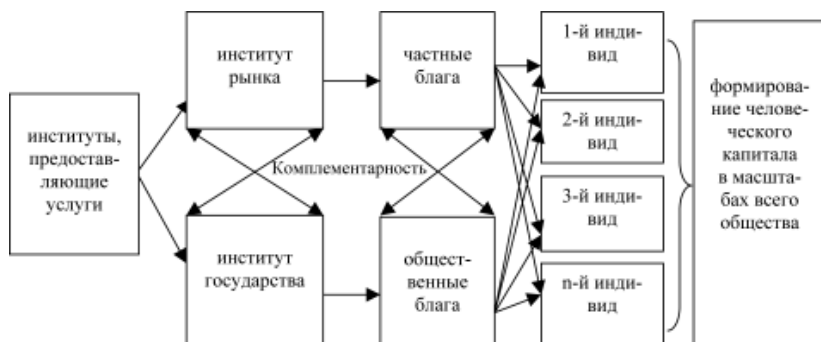 институты,
предостав-
ляющие
услуги
институт
рынка
институт
государства
Комплементарность
частные
блага
общест-
венные
блага
1-й инди-
вид
2-й инди-
вид
3-й инди-
вид
n-й инди-
вид
формирова-
ние челове-
ческого
капитала
в масшта-
бах всего
общества